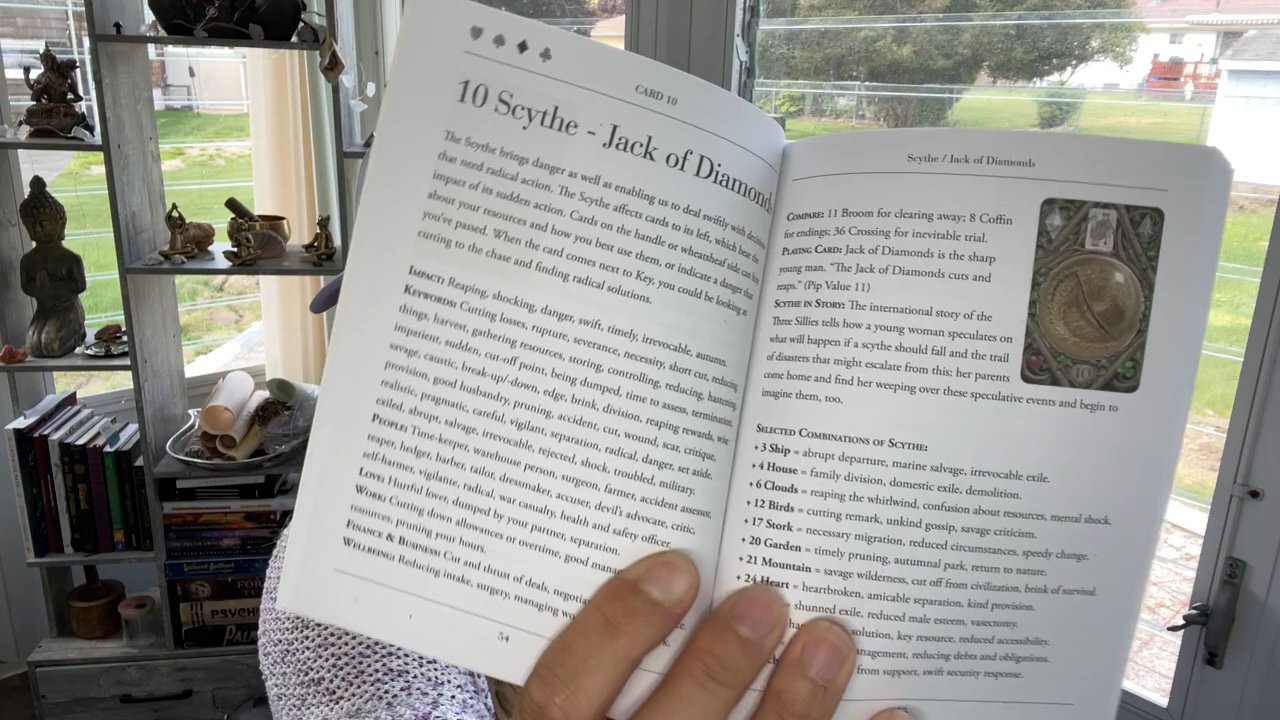 CARD 10
10 Scythe - Jack of Diamonds
The Scythe brings danger as well as enabling us to deal swiftly with decisions
that need radical action. The Scythe affects cards to its left, which bear the
impact of its sudden action. Cards on the handle or wheatsheaf side can
about your resources and how you best use them, or indicate a danger that
you've passed. When the card comes next to Key, you could be looking at
cutting to the chase and finding radical solutions.
IMPACT: Reaping, shocking, danger, swift, timely, irrevocable, autumn.
KEYWORDS: Cutting losses, rupture, severance, necessity, short cut, reducing
things, harvest, gathering resources, storing, controlling, reducing, hastening,
impatient, sudden, cut-off point, being dumped, time to assess, termination,
savage, caustic, break-up/-down, edge, brink, division, reaping rewards, wise
provision, good husbandry, pruning, accident, cut, wound, scar, critique,
realistic, pragmatic, careful, vigilant, separation, radical, danger, set aside,
exiled, abrupt, salvage, irrevocable, rejected, shock, troubled, military.
PEOPLE: Time-keeper, warehouse person, surgeon, farmer, accident assessor,
reaper, hedger, barber, tailor, dressmaker, accuser, devil's advocate, critic,
self-harmer, vigilante, radical, war casualty, health and safety officer.
LOVE: Hurtful lover, dumped by your partner, separation.
WORK: Cutting down allowances or overtime, good
resources, pruning your hours.
FINANCE & BUSINESS: Cut and thrust of deals,
WELLBEING: Reducing intake, surgery, managing
54
Scythe / Jack of Diamonds
COMPARE: 11 Broom for clearing away; 8 Coffin
for endings; 36 Crossing for inevitable trial.
PLAYING CARD: Jack of Diamonds is the sharp
young man. "The Jack of Diamonds cuts and
reaps." (Pip Value 11)
SCYTHE IN STORY: The international story of the
Three Sillies tells how a young woman speculates on
what will happen if a scythe should fall and the trail
of disasters that might escalate from this: her parents
come home and find her weeping over these speculative events and begin to
imagine them, too.
10
SELECTED COMBINATIONS OF SCYTHE:
+ 3 Ship = abrupt departure, marine salvage, irrevocable exile.
+ 4 House = family division, domestic exile, demolition.
+ 6 Clouds = reaping the whirlwind, confusion about resources, mental shock.
+ 12 Birds = cutting remark, unkind gossip, savage criticism.
+ 17 Stork = necessary migration, reduced circumstances, speedy change.
+ 20 Garden = timely pruning, autumnal park, return to nature.
+ 21 Mountain = savage wilderness, cut off from civilization, brink of survival.
+ 24 Heart = heartbroken, amicable separation, kind provision.
shunned exile, reduced male esteem, vasectomy.
solution, key resource, reduced accessibility.
reducing debts and obligations.
from support, swift security response.